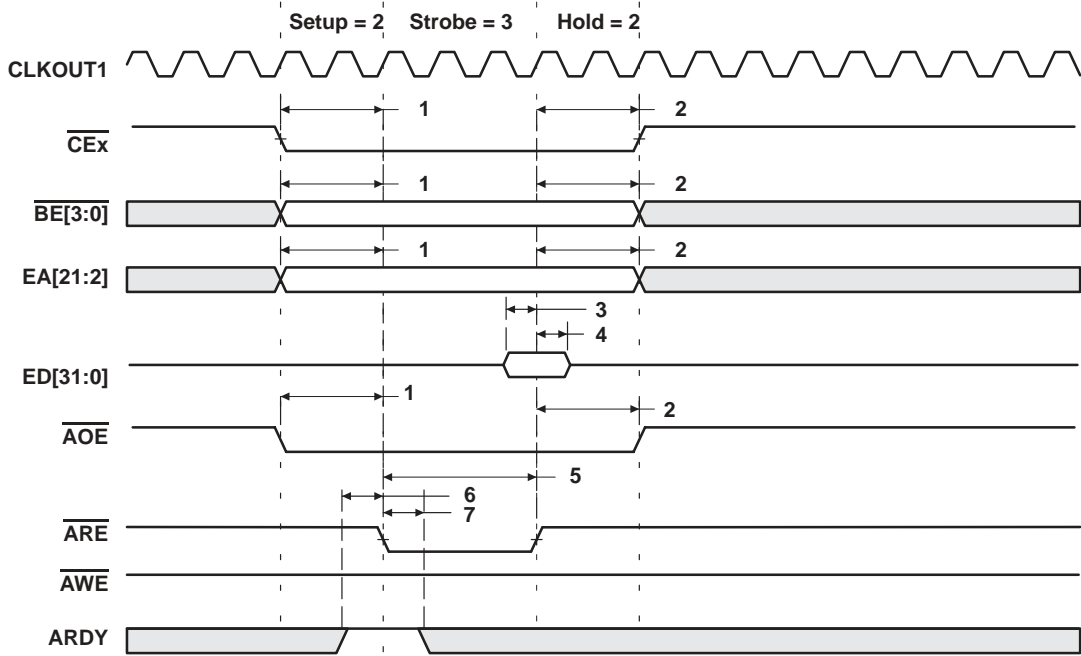 Setup = 2 Strobe = 3 Hold = 2
CLKOUT1
1 2
CEx
1 2
BE[3:0]
1 2
EA[21:2]
3
4
ED[31:0]
1
2
AOE
5
6
7
ARE
AWE
ARDY